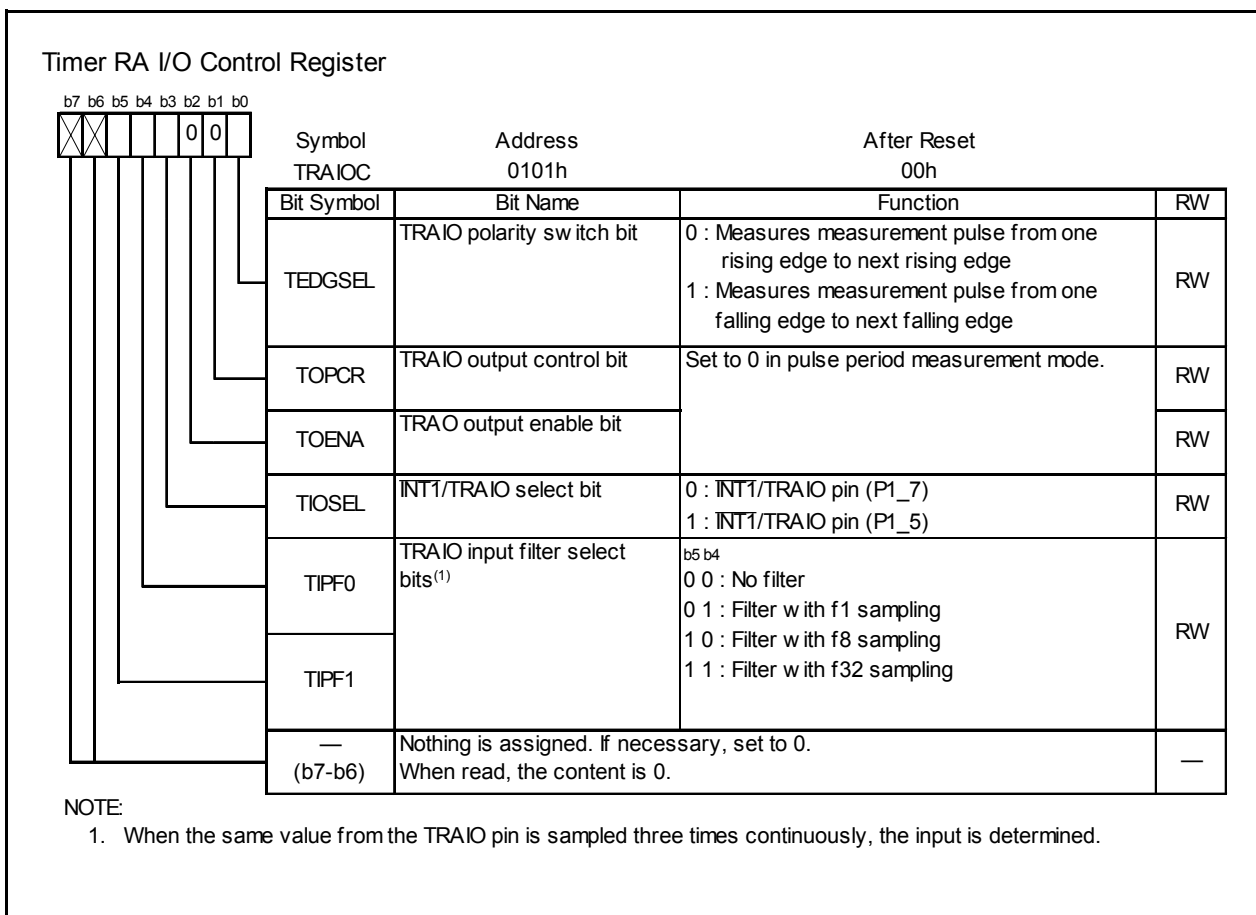 Timer RA I/O Control Register
b7 b6 b5 b4 b3 b2 b1 b0
0 0
Symbol Address After Reset
TRAIOC 0101h 00h
Bit Symbol Bit Name Function RW
TEDGSEL
TRAIO polarity switch bit
0 : Measures measurement pulse from one
rising edge to next rising edge
1 : Measures measurement pulse from one
falling edge to next falling edge
RW
TOPCR
TRAIO output control bit
Set to 0 in pulse period measurement mode.
RW
TOENA
TRAO output enable bit
RW
TIOSEL
INT1/TRAIO select bit
0 : INT1/TRAIO pin (P1_7)
1 : INT1/TRAIO pin (P1_5)
RW
TIPF0
TRAIO input filter select
bits(1)
b5 b4
0 0 : No filter
0 1 : Filter with f1 sampling
1 0 : Filter with f8 sampling
1 1 : Filter with f32 sampling
RW
TIPF1
—
(b7-b6)
Nothing is assigned. If necessary, set to 0.
When read, the content is 0.
—
NOTE:
1. When the same value from the TRAIO pin is sampled three times continuously, the input is determined.